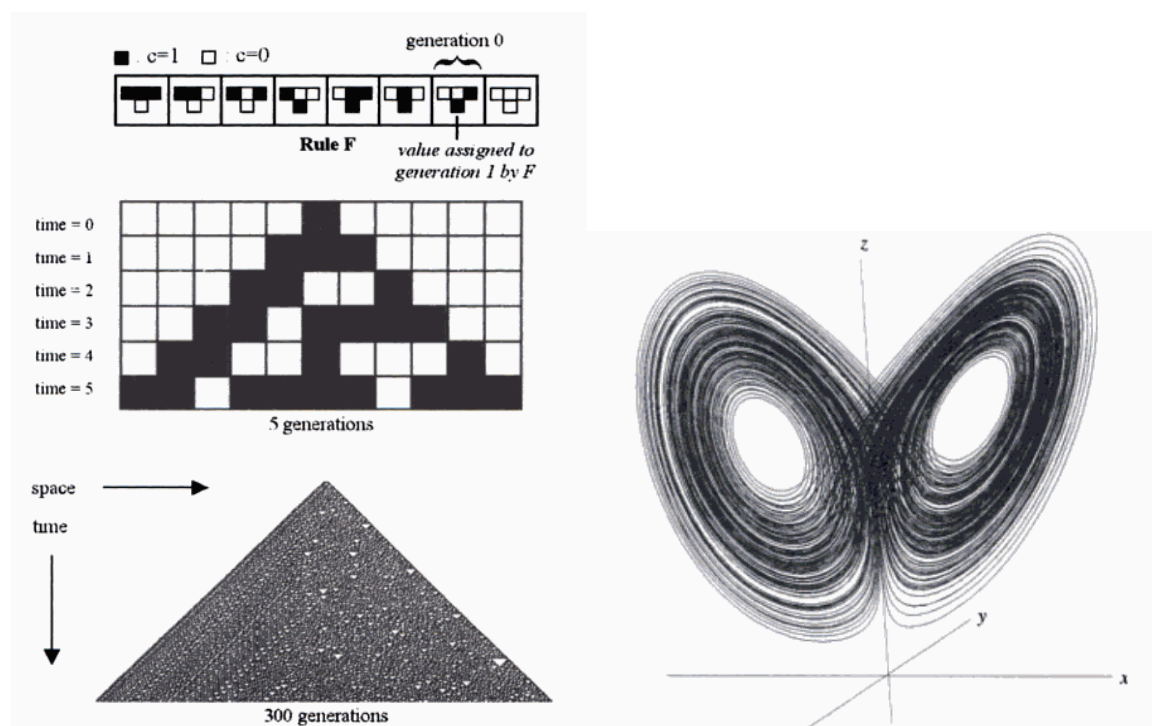 generation 0
: c=1 : c=0
Rule F
value assigned to
generation 1 by F
time = 0
time = 1
time = 2
time = 3
time = 4
time = 5
5 generations
space
time
300 generations
z
y
x